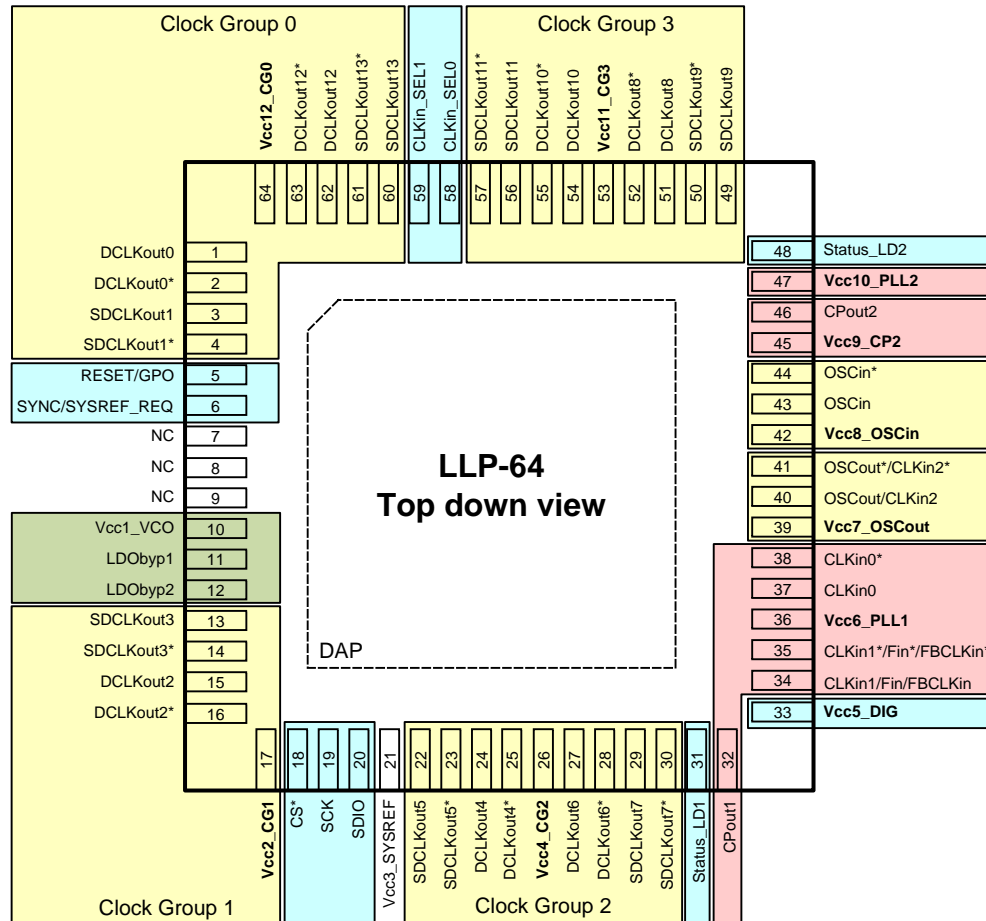 Clock Group 0
Clock Group 3
Vcc12_CG0
DCLKout12*
DCLKout12
SDCLKout13*
SDCLKout13
CLKin_SEL1
CLKin_SEL0
SDCLKout11*
SDCLKout11
DCLKout10*
DCLKout10
Vcc11_CG3
DCLKout8*
DCLKout8
SDCLKout9*
SDCLKout9
64
63
62
61
60
59
58
57
56
55
54
53
52
51
50
49
DCLKout0 1
DCLKout0* 2
SDCLKout1 3
SDCLKout1* 4
RESET/GPO 5
SYNC/SYSREF_REQ 6
NC 7
NC 8
NC 9
Vcc1_VCO 10
LDObyp1 11
LDObyp2 12
SDCLKout3 13
SDCLKout3* 14
DCLKout2 15
DCLKout2* 16
LLP-64
Top down view
DAP
48 Status_LD2
47 Vcc10_PLL2
46 CPout2
45 Vcc9_CP2
44 OSCin*
43 OSCin
42 Vcc8_OSCin
41 OSCout*/CLKin2*
40 OSCout/CLKin2
39 Vcc7_OSCout
38 CLKin0*
37 CLKin0
36 Vcc6_PLL1
35 CLKin1*/Fin*/FBCLKin*
34 CLKin1/Fin/FBCLKin
33 Vcc5_DIG
17
18
19
20
21
22
23
24
25
26
27
28
29
30
31
32
Vcc2_CG1
CS*
SCK
SDIO
Vcc3_SYSREF
SDCLKout5
SDCLKout5*
DCLKout4
DCLKout4*
Vcc4_CG2
DCLKout6
DCLKout6*
SDCLKout7
SDCLKout7*
Status_LD1
CPout1
Clock Group 1
Clock Group 2